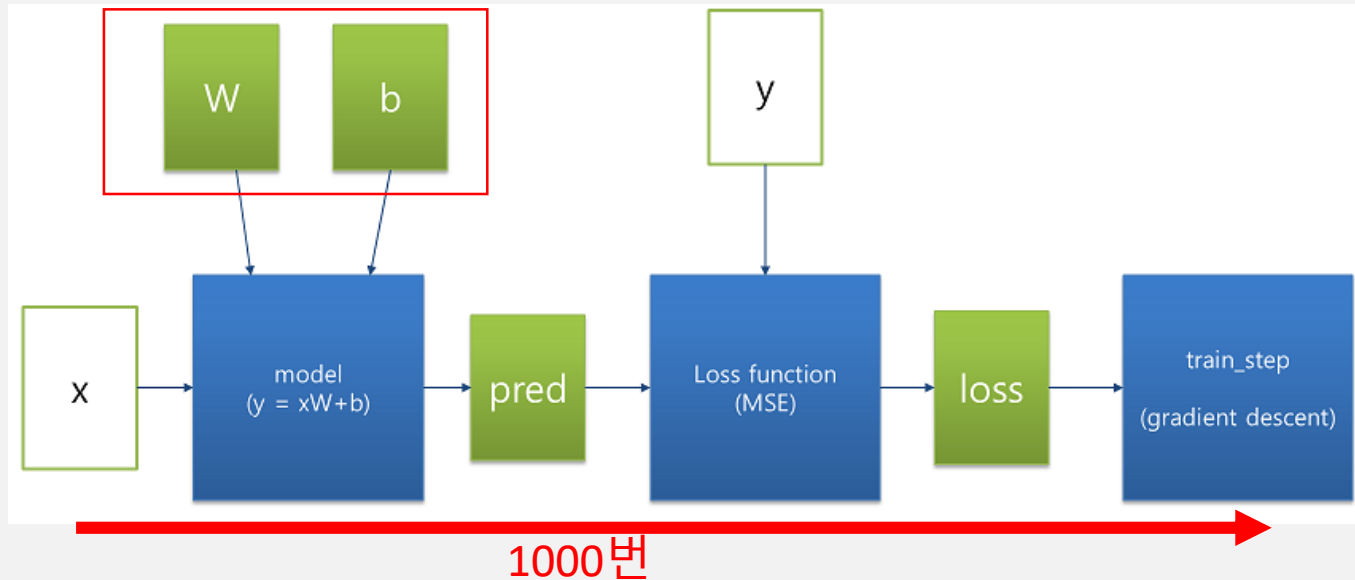 W
b
y
x
model
(y = xW+b)
pred
Loss function
(MSE)
loss
train_step
(gradient descent)
1000번